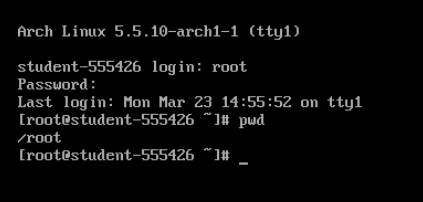 Arch Linux 5.5.10-arch1-1 (tty1)
student-555426 login: root
Password:
Last login: Mon Mar 23 14:55:52 on tty1
[root@student-555426 ~]# pwd
/root
[root@student-555426 ~]# _